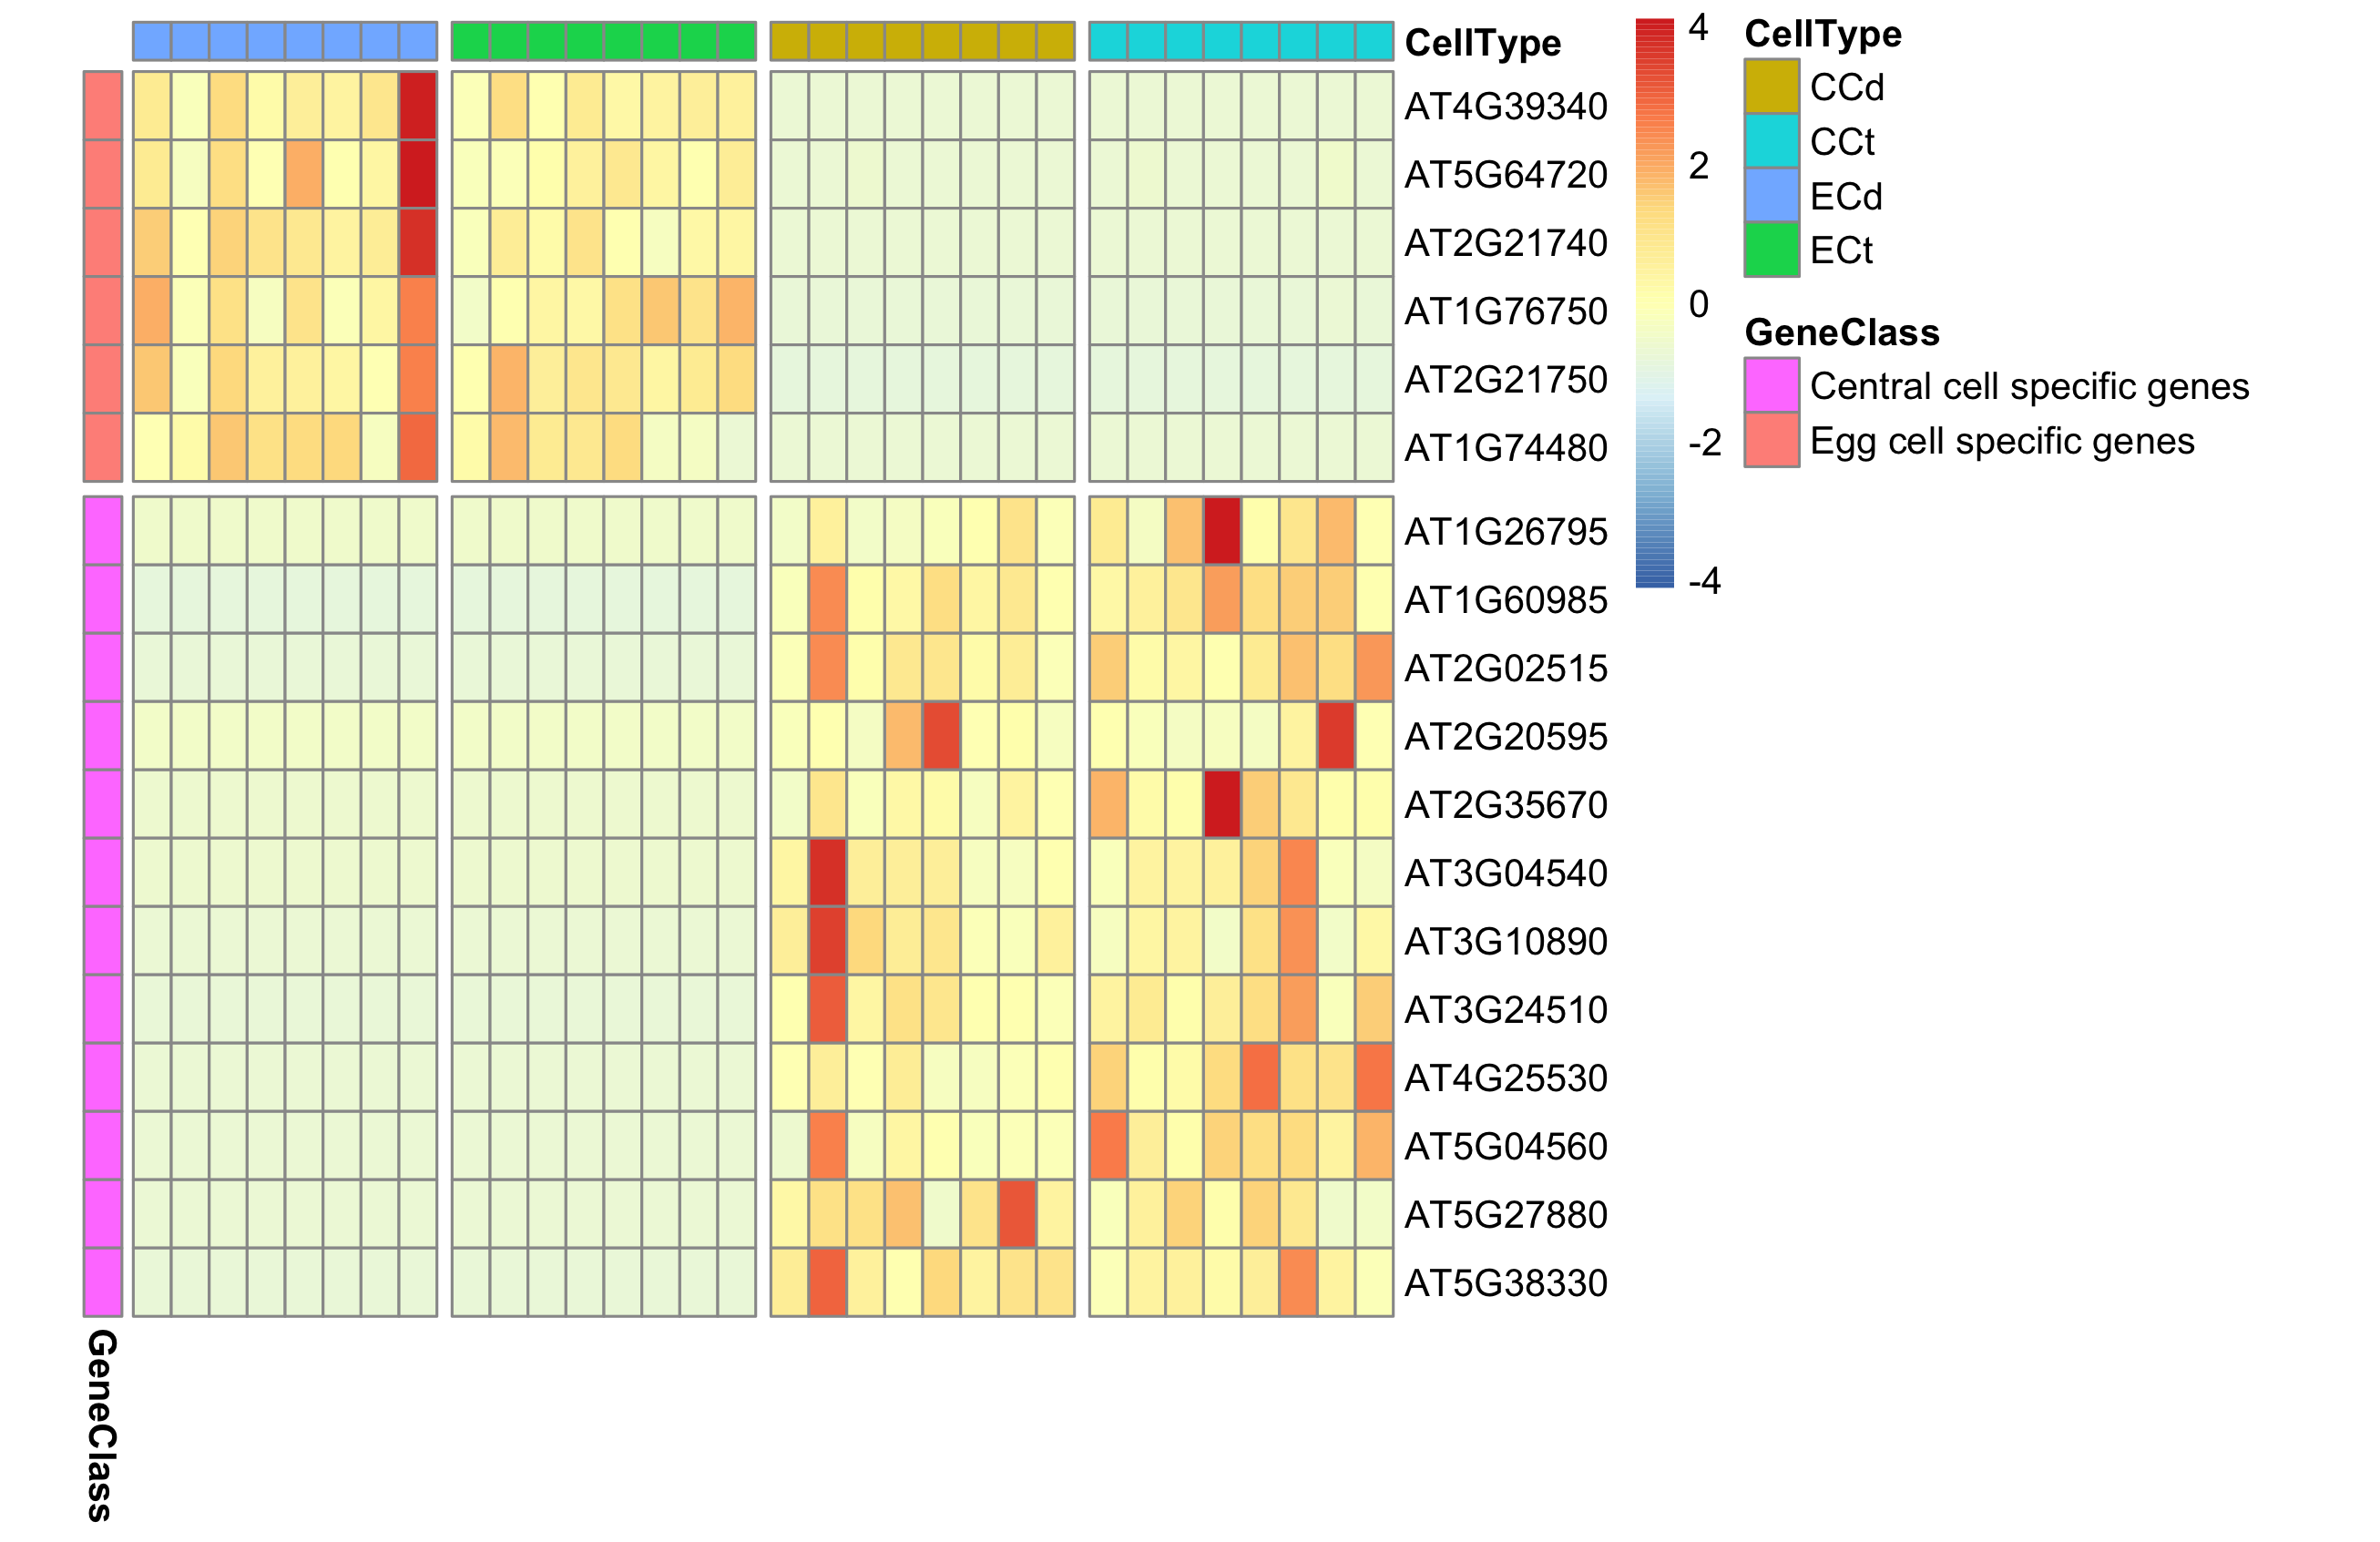 CellType
AT4G39340
AT5G64720
AT2G21740
AT1G76750
AT2G21750
AT1G74480
AT1G26795
AT1G60985
AT2G02515
AT2G20595
AT2G35670
AT3G04540
AT3G10890
AT3G24510
AT4G25530
AT5G04560
AT5G27880
AT5G38330
GeneClass
4
2
0
-2
-4
CellType
CCd
CCt
ECd
ECt
GeneClass
Central cell specific genes
Egg cell specific genes